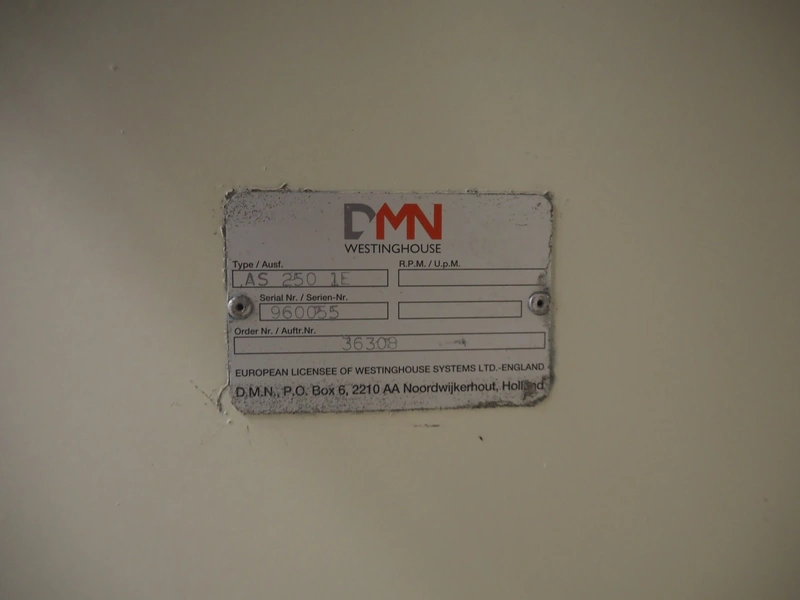 DMN
WESTINGHOUSE
Type / Ausf. R.P.M. / U.p.M.
AS 250 1E
Serial Nr. / Serien-Nr.
960055
Order Nr. / Auftr.Nr.
36308
EUROPEAN LICENSEE OF WESTINGHOUSE SYSTEMS LTD.-ENGLAND
D.M.N., P.O. Box 6, 2210 AA Noordwijkerhout, Holland